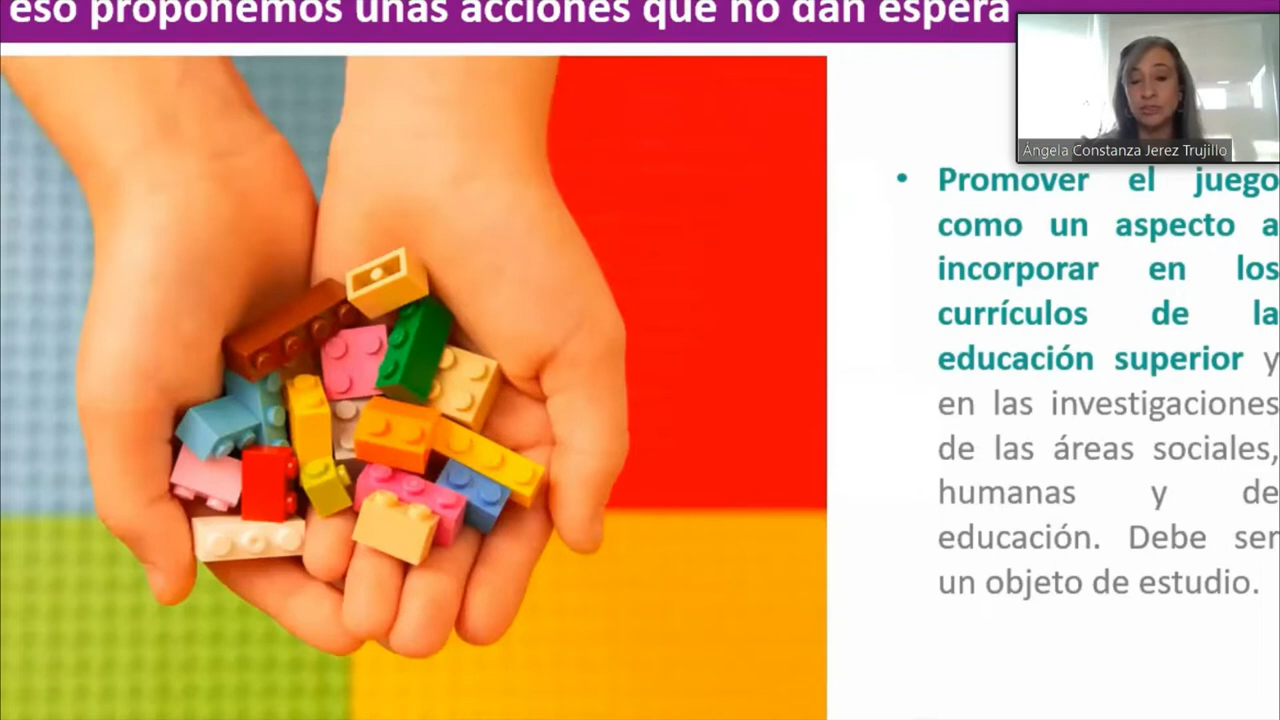 eso proponemos unas acciones que no dan espera
Ángela Constanza Jerez Trujillo
• Promover el juego
como un aspecto a
incorporar en los
currículos de la
educación superior y
en las investigaciones
de las áreas sociales,
humanas y de
educación. Debe ser
un objeto de estudio.